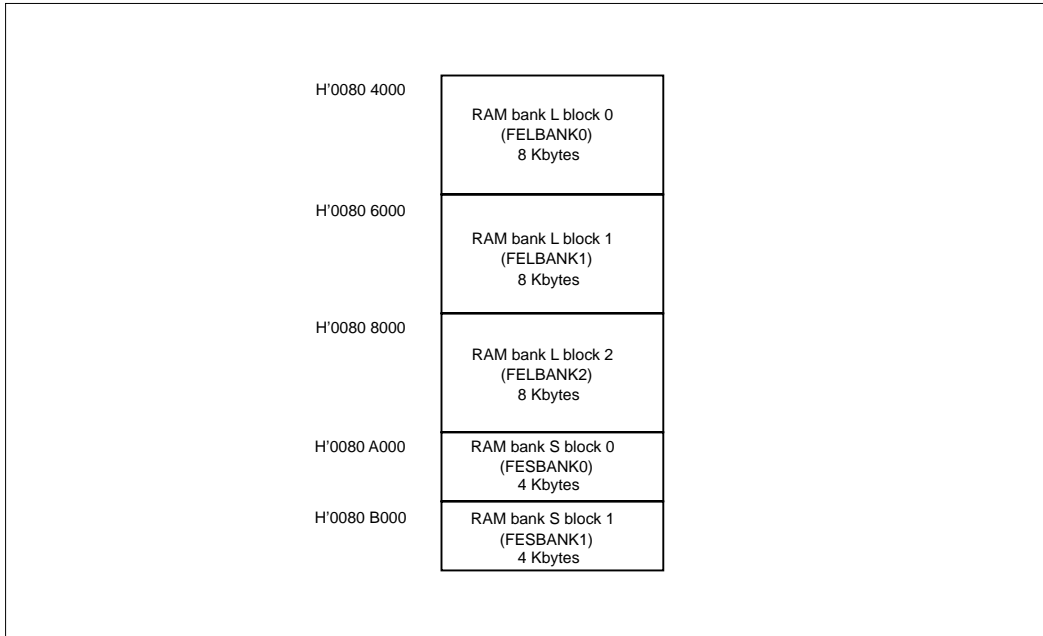 H'0080 4000
RAM bank L block 0
(FELBANK0)
8 Kbytes
H'0080 6000
RAM bank L block 1
(FELBANK1)
8 Kbytes
H'0080 8000
RAM bank L block 2
(FELBANK2)
8 Kbytes
H'0080 A000
RAM bank S block 0
(FESBANK0)
4 Kbytes
H'0080 B000
RAM bank S block 1
(FESBANK1)
4 Kbytes